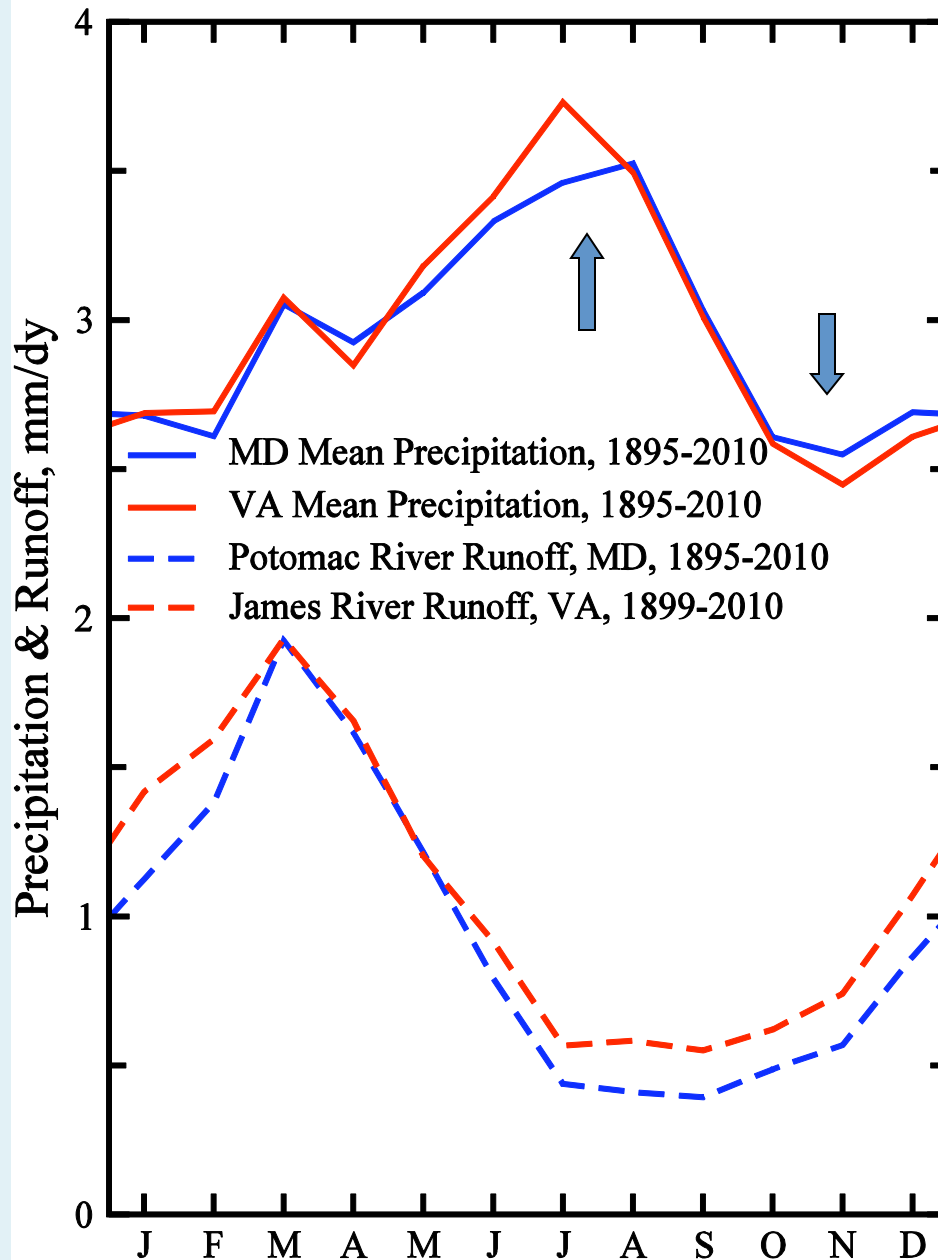 4
3
2
1
0
Precipitation & Runoff, mm/dy
MD Mean Precipitation, 1895-2010
VA Mean Precipitation, 1895-2010
Potomac River Runoff, MD, 1895-2010
James River Runoff, VA, 1899-2010
J F M A M J J A S O N D